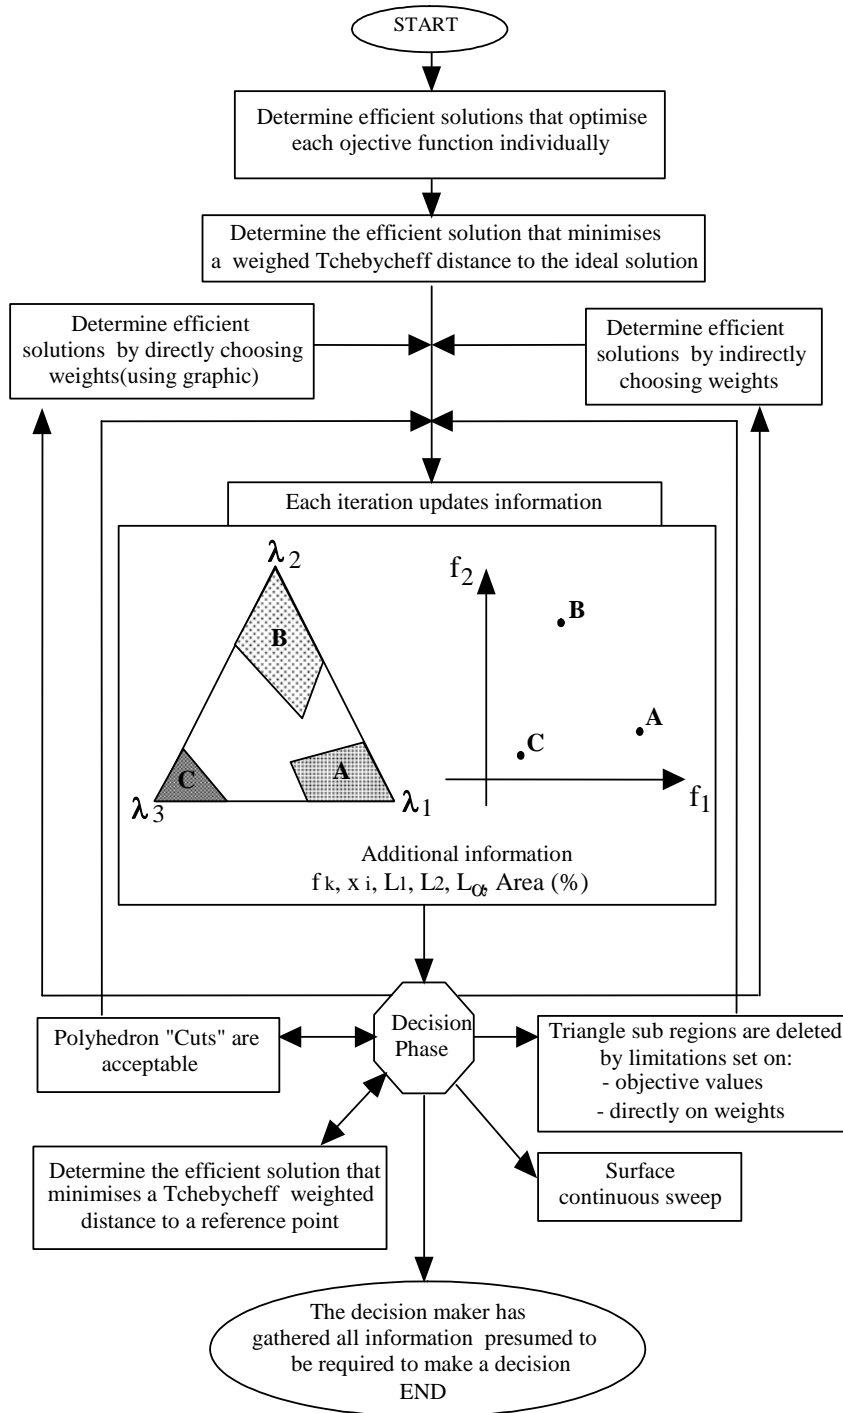 START
Determine efficient solutions that optimise
each ojective function individually
Determine the efficient solution that minimises
a weighed Tchebycheff distance to the ideal solution
Determine efficient
solutions by directly choosing
weights(using graphic)
Determine efficient
solutions by indirectly
choosing weights
Each iteration updates information
λ2
B
C
A
λ3
λ1
f2
B
A
C
f1
Additional information
f k, x i, L1, L2, Lα, Area (%)
Decision
Phase
Polyhedron "Cuts" are
acceptable
Triangle sub regions are deleted
by limitations set on:
- objective values
- directly on weights
Determine the efficient solution that
minimises a Tchebycheff weighted
distance to a reference point
Surface
continuous sweep
The decision maker has
gathered all information presumed to
be required to make a decision
END